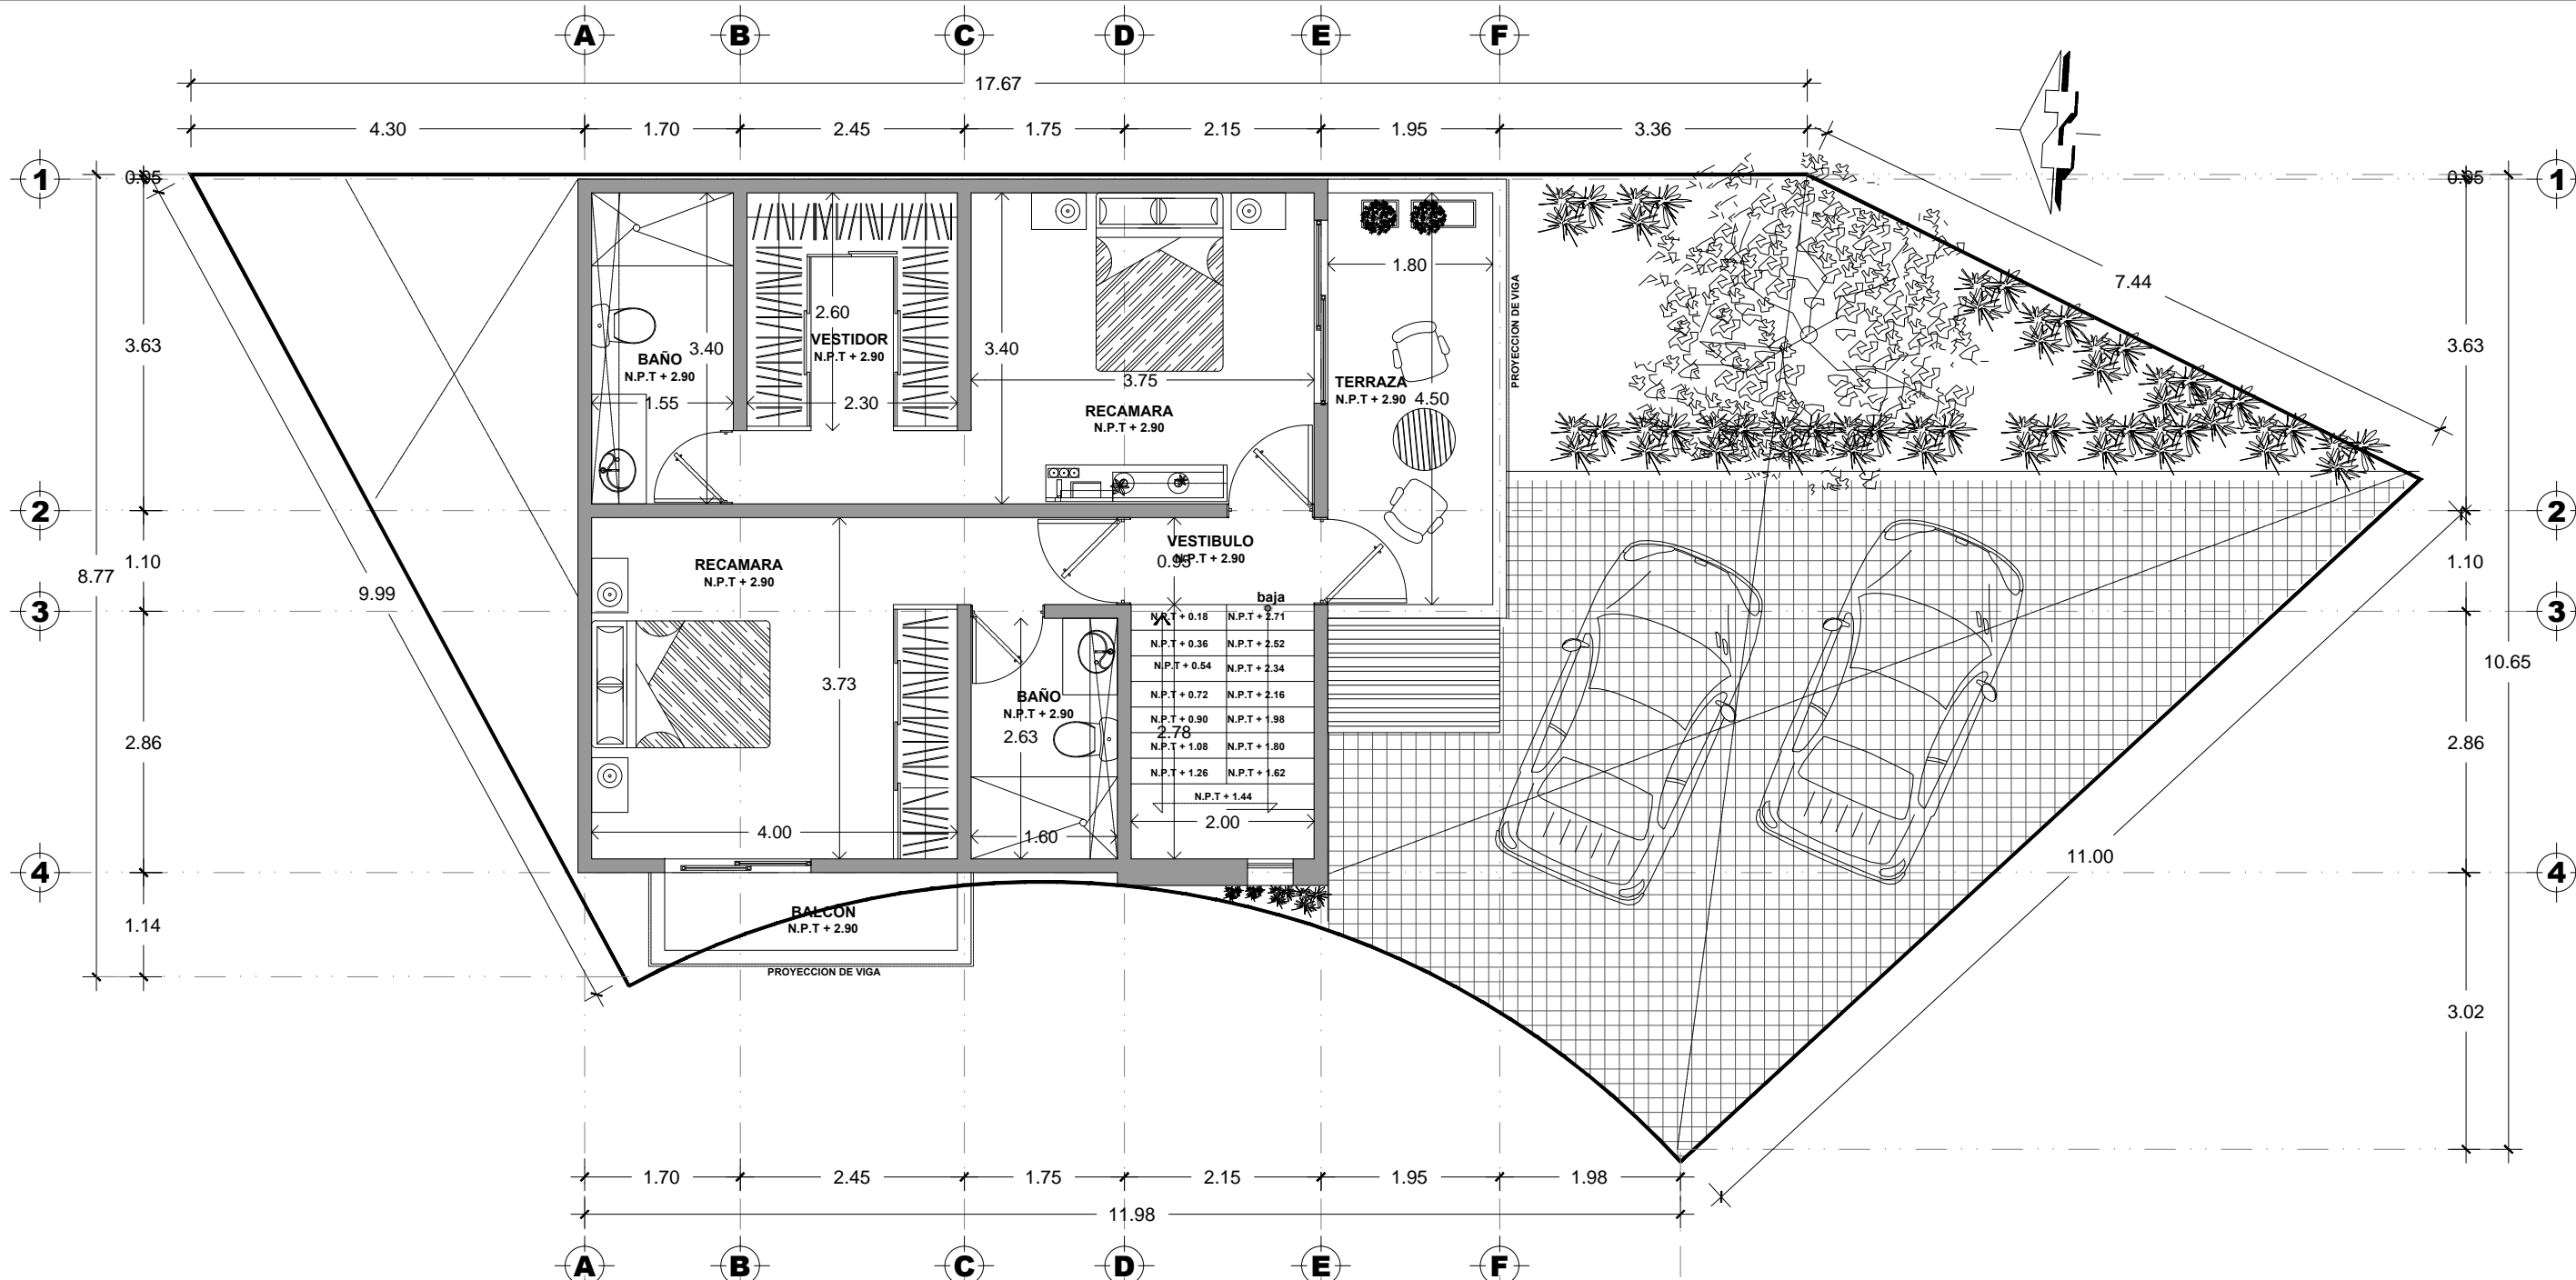 A B C D E F
17.67
4.30 1.70 2.45 1.75 2.15 1.95 3.36
1 0.05 0.05 1
7.44
1.80
2.60
VESTIDOR
N.P.T + 2.90
3.40
BAÑO
N.P.T + 2.90
1.55
2.30
3.40
3.75
RECAMARA
N.P.T + 2.90
TERRAZA
N.P.T + 2.90
4.50
PROYECCION DE VIGA
3.63 3.63
2 2
VESTIBULO
N.P.T + 2.90
0.95
RECAMARA
N.P.T + 2.90
1.10 1.10
8.77
9.99
3 3
baja
N.P.T + 0.18 N.P.T + 2.71
N.P.T + 0.36 N.P.T + 2.52
N.P.T + 0.54 N.P.T + 2.34
N.P.T + 0.72 N.P.T + 2.16
N.P.T + 0.90 N.P.T + 1.98
N.P.T + 1.08 N.P.T + 1.80
N.P.T + 1.26 N.P.T + 1.62
N.P.T + 1.44
2.78
2.00
3.73
BAÑO
N.P.T + 2.90
2.63
4.00
1.60
10.65
2.86 2.86
11.00
4 4
BALCON
N.P.T + 2.90
PROYECCION DE VIGA
1.14
3.02
1.70 2.45 1.75 2.15 1.95 1.98
11.98
A B C D E F